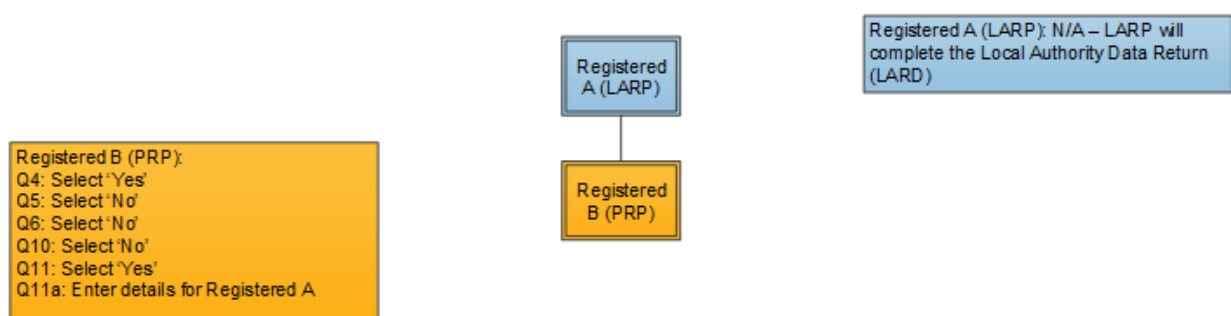 Registered
A (LARP)
Registered A (LARP): N/A – LARP will
complete the Local Authority Data Return
(LARD)
Registered B (PRP):
Q4: Select ‘Yes’
Q5: Select ‘No’
Q6: Select ‘No’
Q10: Select ‘No’
Q11: Select ‘Yes’
Q11a: Enter details for Registered A
Registered
B (PRP)